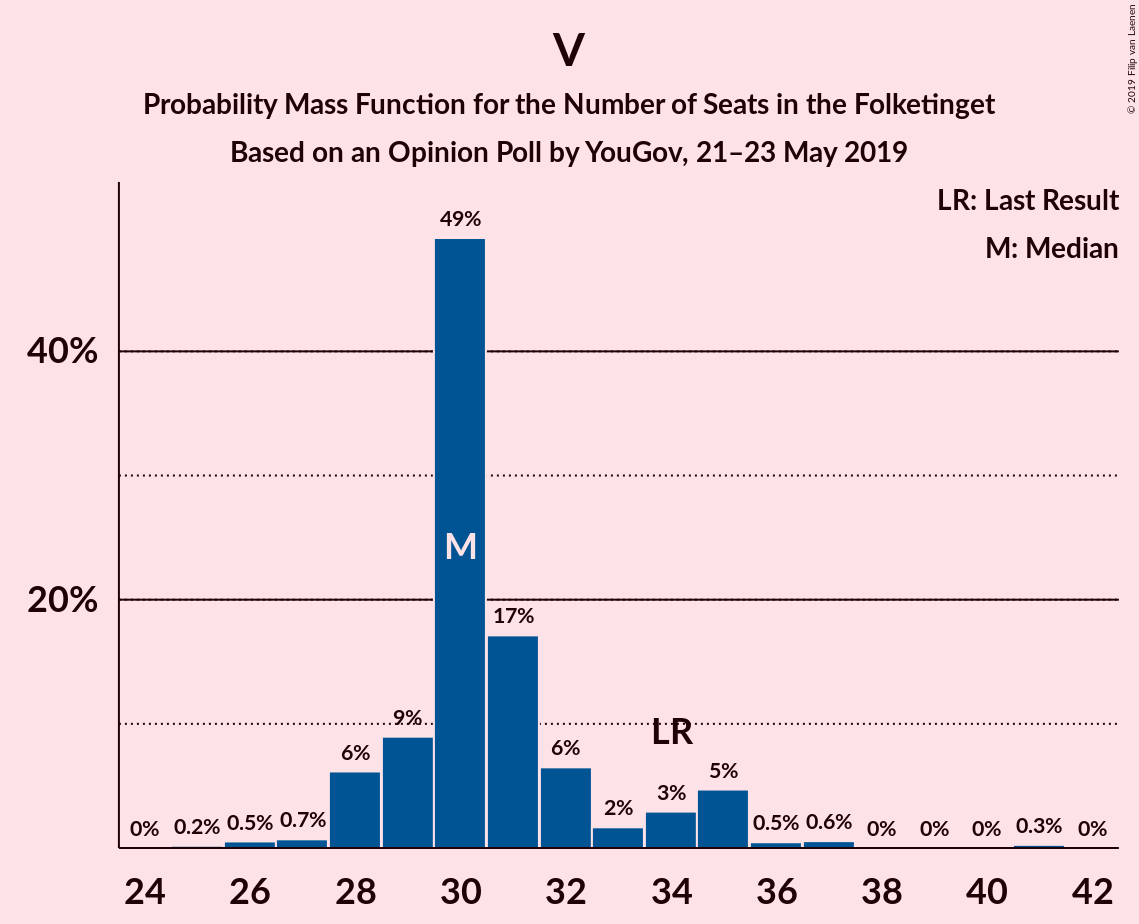 V
Probability Mass Function for the Number of Seats in the Folketinget
Based on an Opinion Poll by YouGov, 21–23 May 2019
© 2019 Filip van Laenen
LR: Last Result
M: Median
40%
20%
49%
M
17%
9%
6%
6%
LR
5%
3%
2%
0% 0.2% 0.5% 0.7% 0.5% 0.6% 0% 0% 0% 0.3% 0%
24 26 28 30 32 34 36 38 40 42